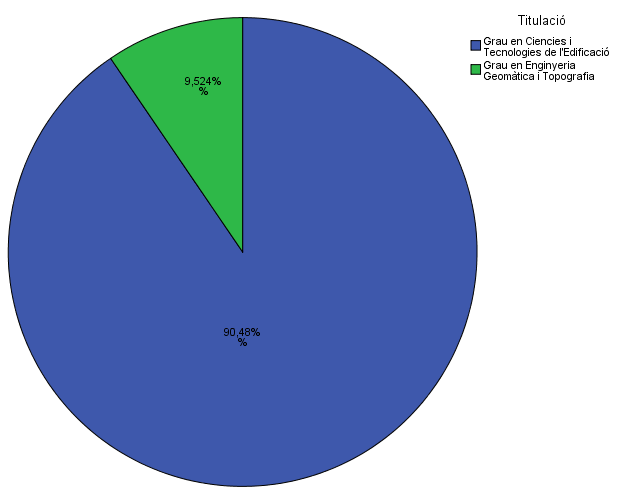 Titulació
Grau en Ciencies i
Tecnologies de l'Edificació
Grau en Enginyeria
Geomàtica i Topografia
9,524%
%
90,48%
%